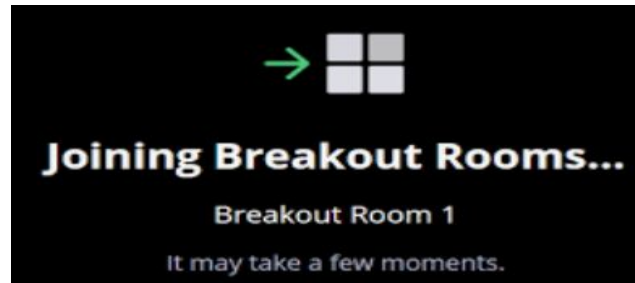 Joining Breakout Rooms...
Breakout Room 1
It may take a few moments.